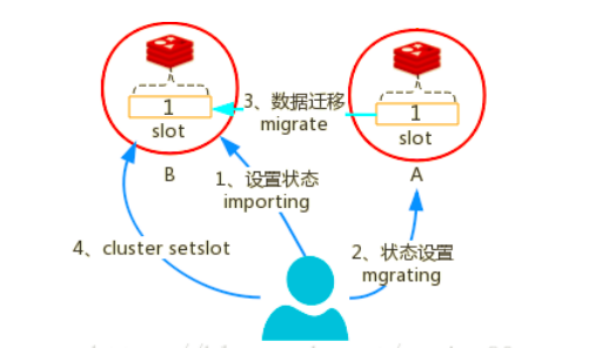 1
slot
B
1
slot
A
3、数据迁移
migrate
1、设置状态
importing
2、状态设置
mgrating
4、cluster setslot